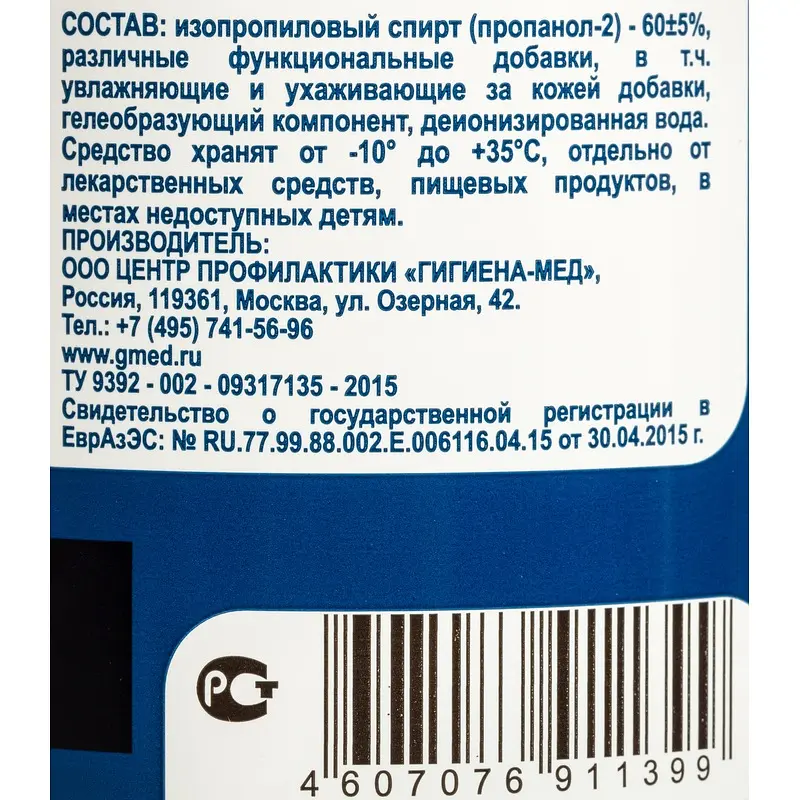 СОСТАВ: изопропиловый спирт (пропанол-2) - 60±5%,
различные функциональные добавки, в т.ч.
увлажняющие и ухаживающие за кожей добавки,
гелеобразующий компонент, деионизированная вода.
Средство хранят от -10° до +35°С, отдельно от
лекарственных средств, пищевых продуктов, в
местах недоступных детям.
ПРОИЗВОДИТЕЛЬ:
ООО ЦЕНТР ПРОФИЛАКТИКИ «ГИГИЕНА-МЕД»,
Россия, 119361, Москва, ул. Озерная, 42.
Тел.: +7 (495) 741-56-96
www.gmed.ru
ТУ 9392 - 002 - 09317135 - 2015
Свидетельство о государственной регистрации в
ЕврАзЭС: № RU.77.99.88.002.E.006116.04.15 от 30.04.2015 г.
РСТ
4 607076 911399